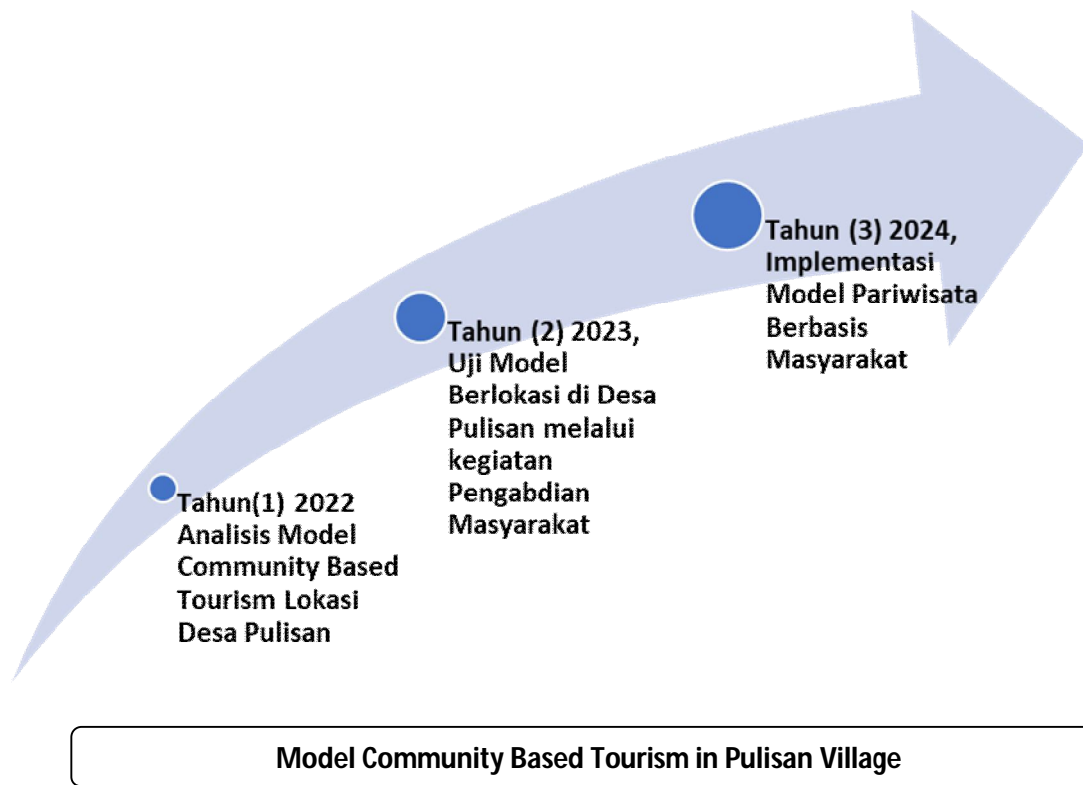 Tahun(1) 2022
Analisis Model
Community Based
Tourism Lokasi
Desa Pulisan
Tahun (2) 2023,
Uji Model
Berlokasi di Desa
Pulisan melalui
kegiatan
Pengabdian
Masyarakat
Tahun (3) 2024,
Implementasi
Model Pariwisata
Berbasis
Masyarakat
Model Community Based Tourism in Pulisan Village